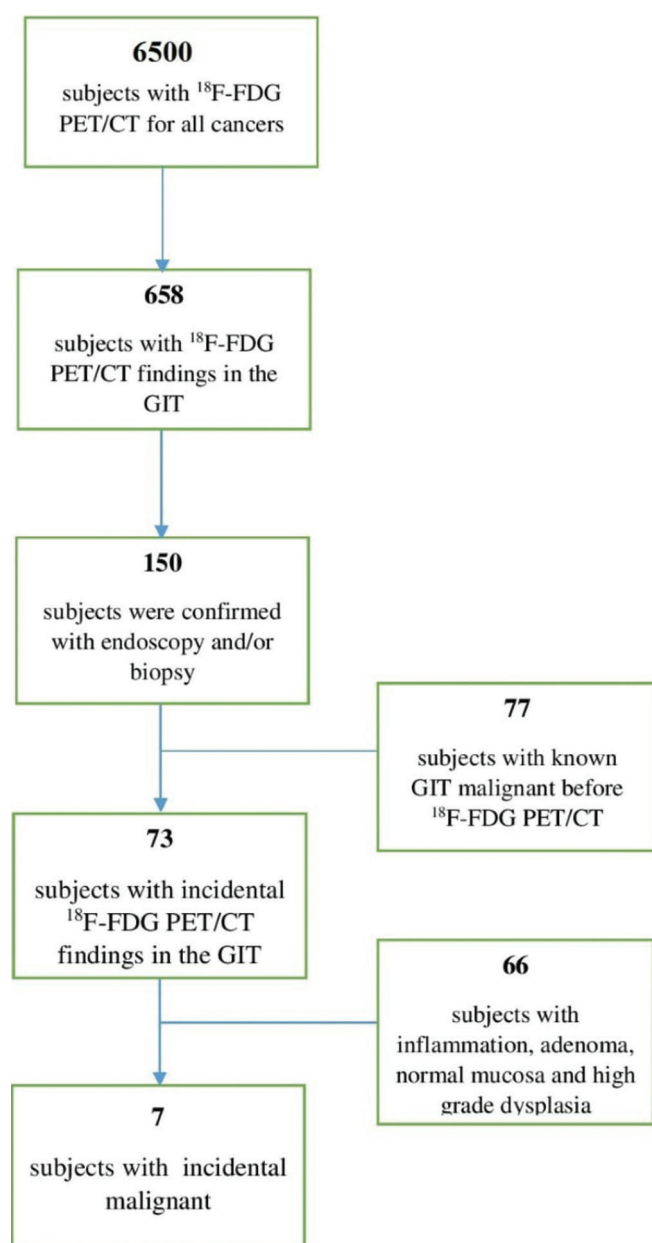 6500
subjects with ¹⁸F-FDG
PET/CT for all cancers
658
subjects with ¹⁸F-FDG
PET/CT findings in the
GIT
150
subjects were confirmed
with endoscopy and/or
biopsy
77
subjects with known
GIT malignant before
¹⁸F-FDG PET/CT
73
subjects with incidental
¹⁸F-FDG PET/CT
findings in the GIT
66
subjects with
inflammation, adenoma,
normal mucosa and high
grade dysplasia
7
subjects with incidental
malignant